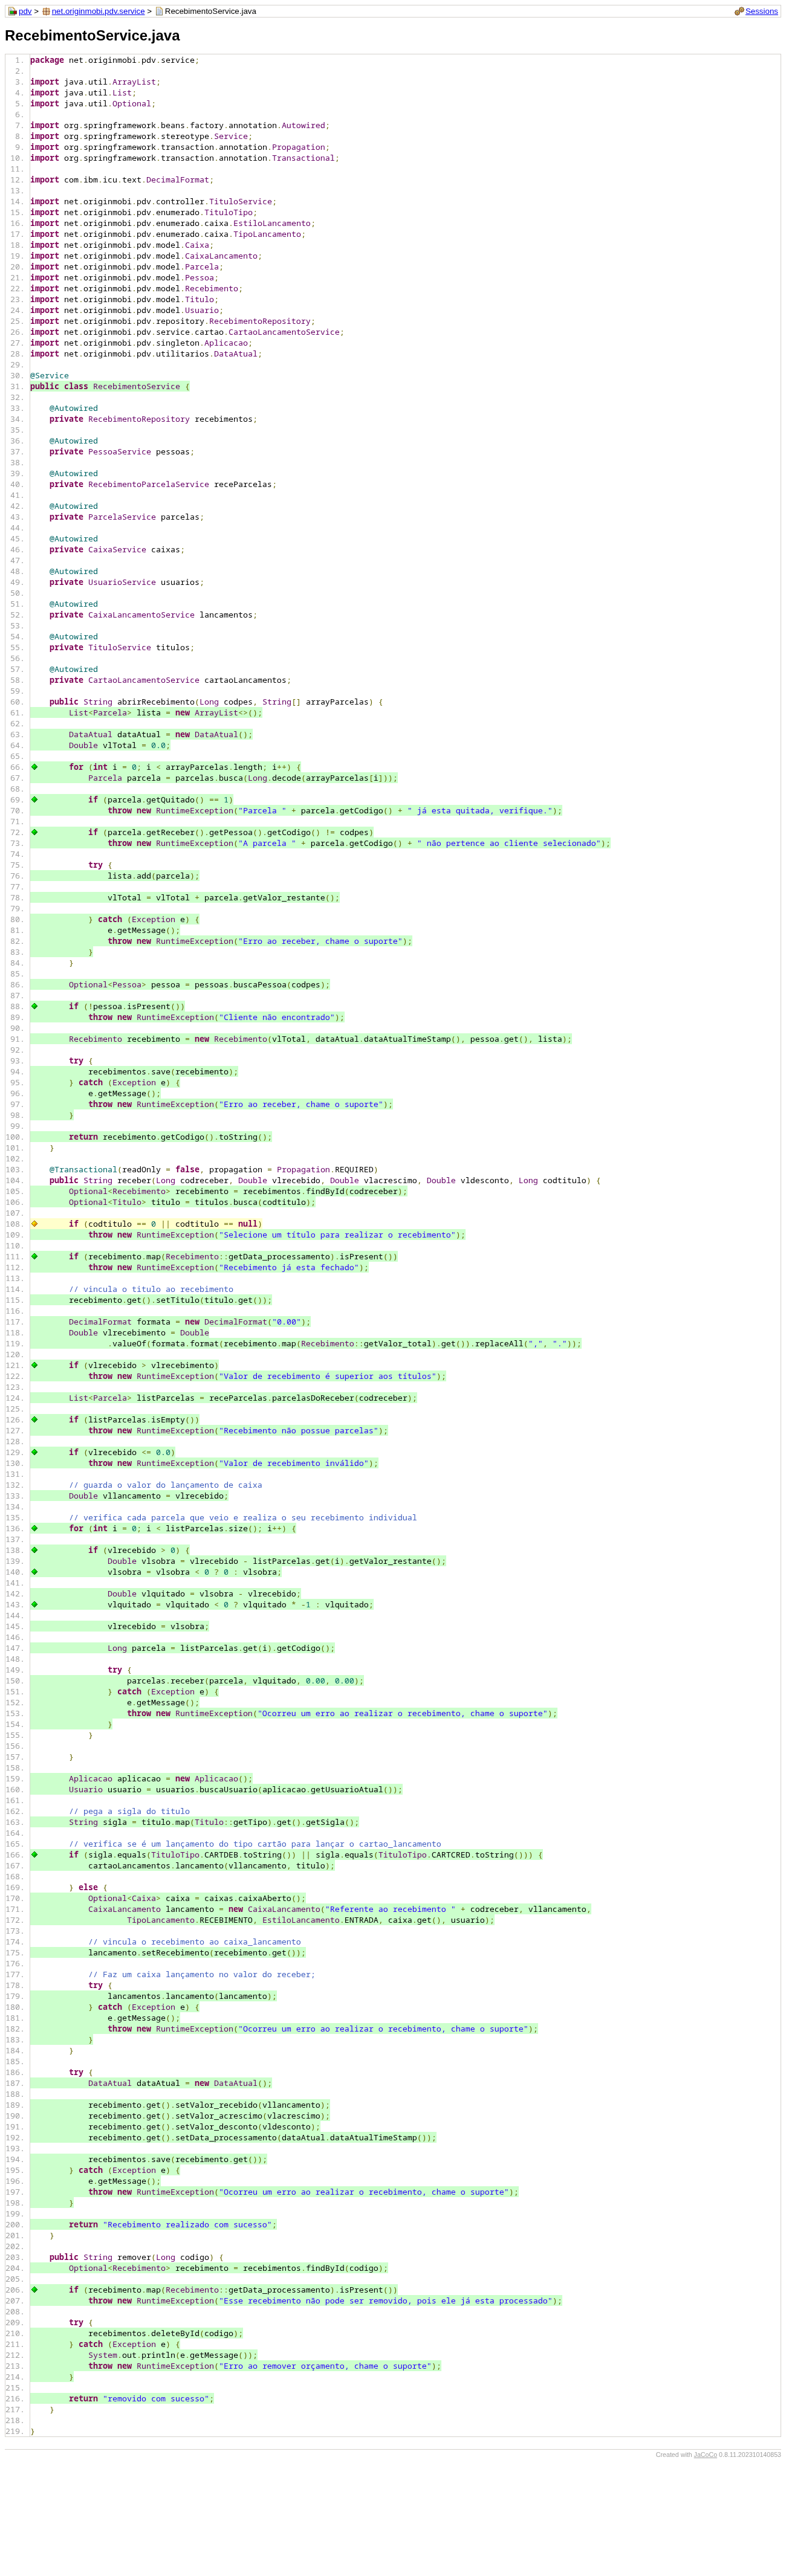 pdv > net.originmobi.pdv.service > RecebimentoService.java Sessions
RecebimentoService.java
1. package net.originmobi.pdv.service;
2.
3. import java.util.ArrayList;
4. import java.util.List;
5. import java.util.Optional;
6.
7. import org.springframework.beans.factory.annotation.Autowired;
8. import org.springframework.stereotype.Service;
9. import org.springframework.transaction.annotation.Propagation;
10. import org.springframework.transaction.annotation.Transactional;
11.
12. import com.ibm.icu.text.DecimalFormat;
13.
14. import net.originmobi.pdv.controller.TituloService;
15. import net.originmobi.pdv.enumerado.TituloTipo;
16. import net.originmobi.pdv.enumerado.caixa.EstiloLancamento;
17. import net.originmobi.pdv.enumerado.caixa.TipoLancamento;
18. import net.originmobi.pdv.model.Caixa;
19. import net.originmobi.pdv.model.CaixaLancamento;
20. import net.originmobi.pdv.model.Parcela;
21. import net.originmobi.pdv.model.Pessoa;
22. import net.originmobi.pdv.model.Recebimento;
23. import net.originmobi.pdv.model.Titulo;
24. import net.originmobi.pdv.model.Usuario;
25. import net.originmobi.pdv.repository.RecebimentoRepository;
26. import net.originmobi.pdv.service.cartao.CartaoLancamentoService;
27. import net.originmobi.pdv.singleton.Aplicacao;
28. import net.originmobi.pdv.utilitarios.DataAtual;
29.
30. @Service
31. public class RecebimentoService {
32.
33.     @Autowired
34.     private RecebimentoRepository recebimentos;
35.
36.     @Autowired
37.     private PessoaService pessoas;
38.
39.     @Autowired
40.     private RecebimentoParcelaService receParcelas;
41.
42.     @Autowired
43.     private ParcelaService parcelas;
44.
45.     @Autowired
46.     private CaixaService caixas;
47.
48.     @Autowired
49.     private UsuarioService usuarios;
50.
51.     @Autowired
52.     private CaixaLancamentoService lancamentos;
53.
54.     @Autowired
55.     private TituloService titulos;
56.
57.     @Autowired
58.     private CartaoLancamentoService cartaoLancamentos;
59.
60.     public String abrirRecebimento(Long codpes, String[] arrayParcelas) {
61.         List<Parcela> lista = new ArrayList<>();
62.
63.         DataAtual dataAtual = new DataAtual();
64.         Double vlTotal = 0.0;
65.
66.         for (int i = 0; i < arrayParcelas.length; i++) {
67.             Parcela parcela = parcelas.busca(Long.decode(arrayParcelas[i]));
68.
69.             if (parcela.getQuitado() == 1)
70.                 throw new RuntimeException("Parcela " + parcela.getCodigo() + " já esta quitada, verifique.");
71.
72.             if (parcela.getReceber().getPessoa().getCodigo() != codpes)
73.                 throw new RuntimeException("A parcela " + parcela.getCodigo() + " não pertence ao cliente selecionado");
74.
75.             try {
76.                 lista.add(parcela);
77.
78.                 vlTotal = vlTotal + parcela.getValor_restante();
79.
80.             } catch (Exception e) {
81.                 e.getMessage();
82.                 throw new RuntimeException("Erro ao receber, chame o suporte");
83.             }
84.         }
85.
86.         Optional<Pessoa> pessoa = pessoas.buscaPessoa(codpes);
87.
88.         if (!pessoa.isPresent())
89.             throw new RuntimeException("Cliente não encontrado");
90.
91.         Recebimento recebimento = new Recebimento(vlTotal, dataAtual.dataAtualTimeStamp(), pessoa.get(), lista);
92.
93.         try {
94.             recebimentos.save(recebimento);
95.         } catch (Exception e) {
96.             e.getMessage();
97.             throw new RuntimeException("Erro ao receber, chame o suporte");
98.         }
99.
100.         return recebimento.getCodigo().toString();
101.     }
102.
103.     @Transactional(readOnly = false, propagation = Propagation.REQUIRED)
104.     public String receber(Long codreceber, Double vlrecebido, Double vlacrescimo, Double vldesconto, Long codtitulo) {
105.         Optional<Recebimento> recebimento = recebimentos.findById(codreceber);
106.         Optional<Titulo> titulo = titulos.busca(codtitulo);
107.
108.         if (codtitulo == 0 || codtitulo == null)
109.             throw new RuntimeException("Selecione um título para realizar o recebimento");
110.
111.         if (recebimento.map(Recebimento::getData_processamento).isPresent())
112.             throw new RuntimeException("Recebimento já esta fechado");
113.
114.         // vincula o titulo ao recebimento
115.         recebimento.get().setTitulo(titulo.get());
116.
117.         DecimalFormat formata = new DecimalFormat("0.00");
118.         Double vlrecebimento = Double
119.                 .valueOf(formata.format(recebimento.map(Recebimento::getValor_total).get()).replaceAll(",", "."));
120.
121.         if (vlrecebido > vlrecebimento)
122.             throw new RuntimeException("Valor de recebimento é superior aos títulos");
123.
124.         List<Parcela> listParcelas = receParcelas.parcelasDoReceber(codreceber);
125.
126.         if (listParcelas.isEmpty())
127.             throw new RuntimeException("Recebimento não possue parcelas");
128.
129.         if (vlrecebido <= 0.0)
130.             throw new RuntimeException("Valor de recebimento inválido");
131.
132.         // guarda o valor do lançamento de caixa
133.         Double vllancamento = vlrecebido;
134.
135.         // verifica cada parcela que veio e realiza o seu recebimento individual
136.         for (int i = 0; i < listParcelas.size(); i++) {
137.
138.             if (vlrecebido > 0) {
139.                 Double vlsobra = vlrecebido - listParcelas.get(i).getValor_restante();
140.                 vlsobra = vlsobra < 0 ? 0 : vlsobra;
141.
142.                 Double vlquitado = vlsobra - vlrecebido;
143.                 vlquitado = vlquitado < 0 ? vlquitado * -1 : vlquitado;
144.
145.                 vlrecebido = vlsobra;
146.
147.                 Long parcela = listParcelas.get(i).getCodigo();
148.
149.                 try {
150.                     parcelas.receber(parcela, vlquitado, 0.00, 0.00);
151.                 } catch (Exception e) {
152.                     e.getMessage();
153.                     throw new RuntimeException("Ocorreu um erro ao realizar o recebimento, chame o suporte");
154.                 }
155.             }
156.
157.         }
158.
159.         Aplicacao aplicacao = new Aplicacao();
160.         Usuario usuario = usuarios.buscaUsuario(aplicacao.getUsuarioAtual());
161.
162.         // pega a sigla do titulo
163.         String sigla = titulo.map(Titulo::getTipo).get().getSigla();
164.
165.         // verifica se é um lançamento do tipo cartão para lançar o cartao_lancamento
166.         if (sigla.equals(TituloTipo.CARTDEB.toString()) || sigla.equals(TituloTipo.CARTCRED.toString())) {
167.             cartaoLancamentos.lancamento(vllancamento, titulo);
168.
169.         } else {
170.             Optional<Caixa> caixa = caixas.caixaAberto();
171.             CaixaLancamento lancamento = new CaixaLancamento("Referente ao recebimento " + codreceber, vllancamento,
172.                     TipoLancamento.RECEBIMENTO, EstiloLancamento.ENTRADA, caixa.get(), usuario);
173.
174.             // vincula o recebimento ao caixa_lancamento
175.             lancamento.setRecebimento(recebimento.get());
176.
177.             // Faz um caixa lançamento no valor do receber;
178.             try {
179.                 lancamentos.lancamento(lancamento);
180.             } catch (Exception e) {
181.                 e.getMessage();
182.                 throw new RuntimeException("Ocorreu um erro ao realizar o recebimento, chame o suporte");
183.             }
184.         }
185.
186.         try {
187.             DataAtual dataAtual = new DataAtual();
188.
189.             recebimento.get().setValor_recebido(vllancamento);
190.             recebimento.get().setValor_acrescimo(vlacrescimo);
191.             recebimento.get().setValor_desconto(vldesconto);
192.             recebimento.get().setData_processamento(dataAtual.dataAtualTimeStamp());
193.
194.             recebimentos.save(recebimento.get());
195.         } catch (Exception e) {
196.             e.getMessage();
197.             throw new RuntimeException("Ocorreu um erro ao realizar o recebimento, chame o suporte");
198.         }
199.
200.         return "Recebimento realizado com sucesso";
201.     }
202.
203.     public String remover(Long codigo) {
204.         Optional<Recebimento> recebimento = recebimentos.findById(codigo);
205.
206.         if (recebimento.map(Recebimento::getData_processamento).isPresent())
207.             throw new RuntimeException("Esse recebimento não pode ser removido, pois ele já esta processado");
208.
209.         try {
210.             recebimentos.deleteById(codigo);
211.         } catch (Exception e) {
212.             System.out.println(e.getMessage());
213.             throw new RuntimeException("Erro ao remover orçamento, chame o suporte");
214.         }
215.
216.         return "removido com sucesso";
217.     }
218.
219. }
Created with JaCoCo 0.8.11.202310140853